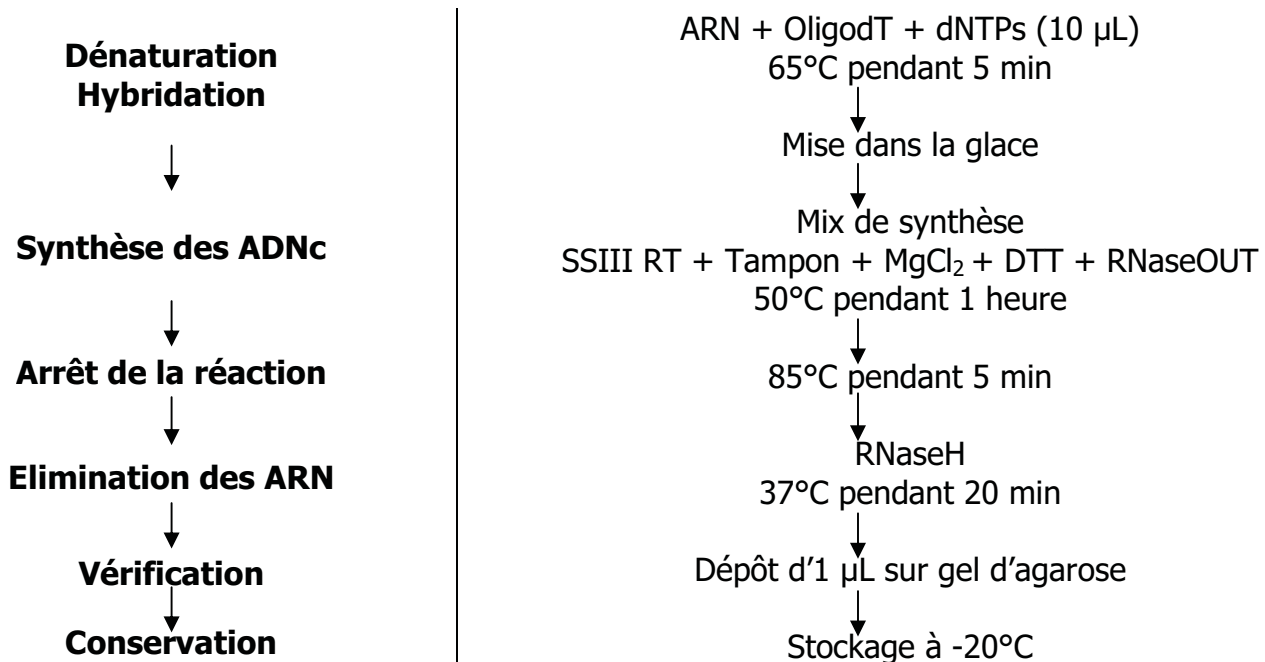 Dénaturation
Hybridation
Synthèse des ADNc
Arrêt de la réaction
Elimination des ARN
Vérification
Conservation
ARN + OligodT + dNTPs (10 µL)
65°C pendant 5 min
Mise dans la glace
Mix de synthèse
SSIII RT + Tampon + MgCl₂ + DTT + RNaseOUT
50°C pendant 1 heure
85°C pendant 5 min
RNaseH
37°C pendant 20 min
Dépôt d’1 µL sur gel d’agarose
Stockage à -20°C